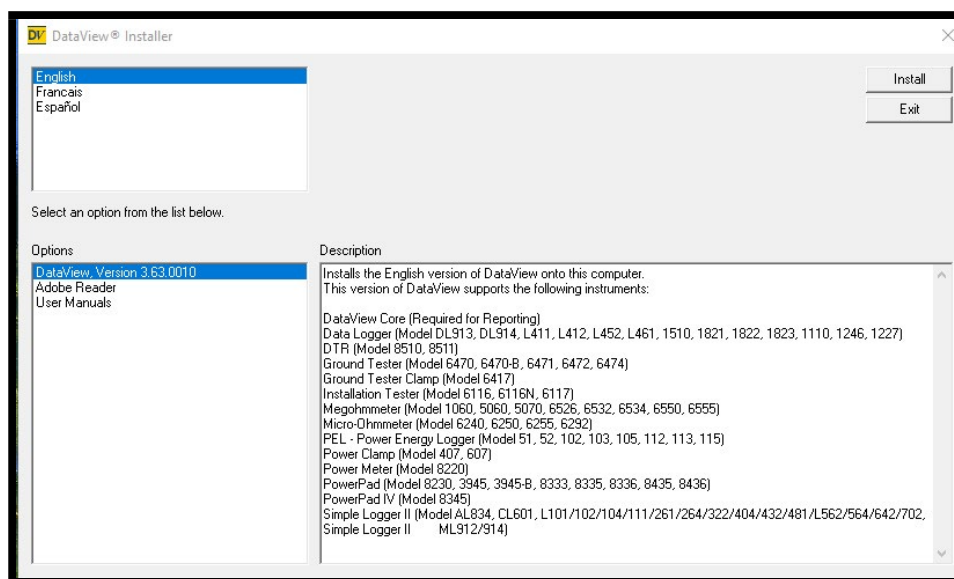 DV DataView® Installer
English
Install
Francais
Español
Exit
Select an option from the list below.
Options
Description
DataView, Version 3.63.0010
Adobe Reader
User Manuals
Installs the English version of DataView onto this computer.
This version of DataView supports the following instruments:
DataView Core (Required for Reporting)
Data Logger (Model DL913, DL914, L411, L412, L452, L461, 1510, 1821, 1822, 1823, 1110, 1246, 1227)
DTR (Model 8510, 8511)
Ground Tester (Model 6470, 6470-B, 6471, 6472, 6474)
Ground Tester Clamp (Model 6417)
Installation Tester (Model 6116, 6116N, 6117)
Megohmmeter (Model 1060, 5060, 5070, 6526, 6532, 6534, 6550, 6555)
Micro-Ohmmeter (Model 6240, 6250, 6255, 6292)
PEL - Power Energy Logger (Model 51, 52, 102, 103, 105, 112, 113, 115)
Power Clamp (Model 407, 607)
Power Meter (Model 8220)
PowerPad (Model 8230, 3945, 3945-B, 8333, 8335, 8336, 8435, 8436)
PowerPad IV (Model 8345)
Simple Logger II (Model AL834, CL601, L101/102/104/111/261/264/322/404/432/481/L562/564/642/702,
Simple Logger II ML912/914)